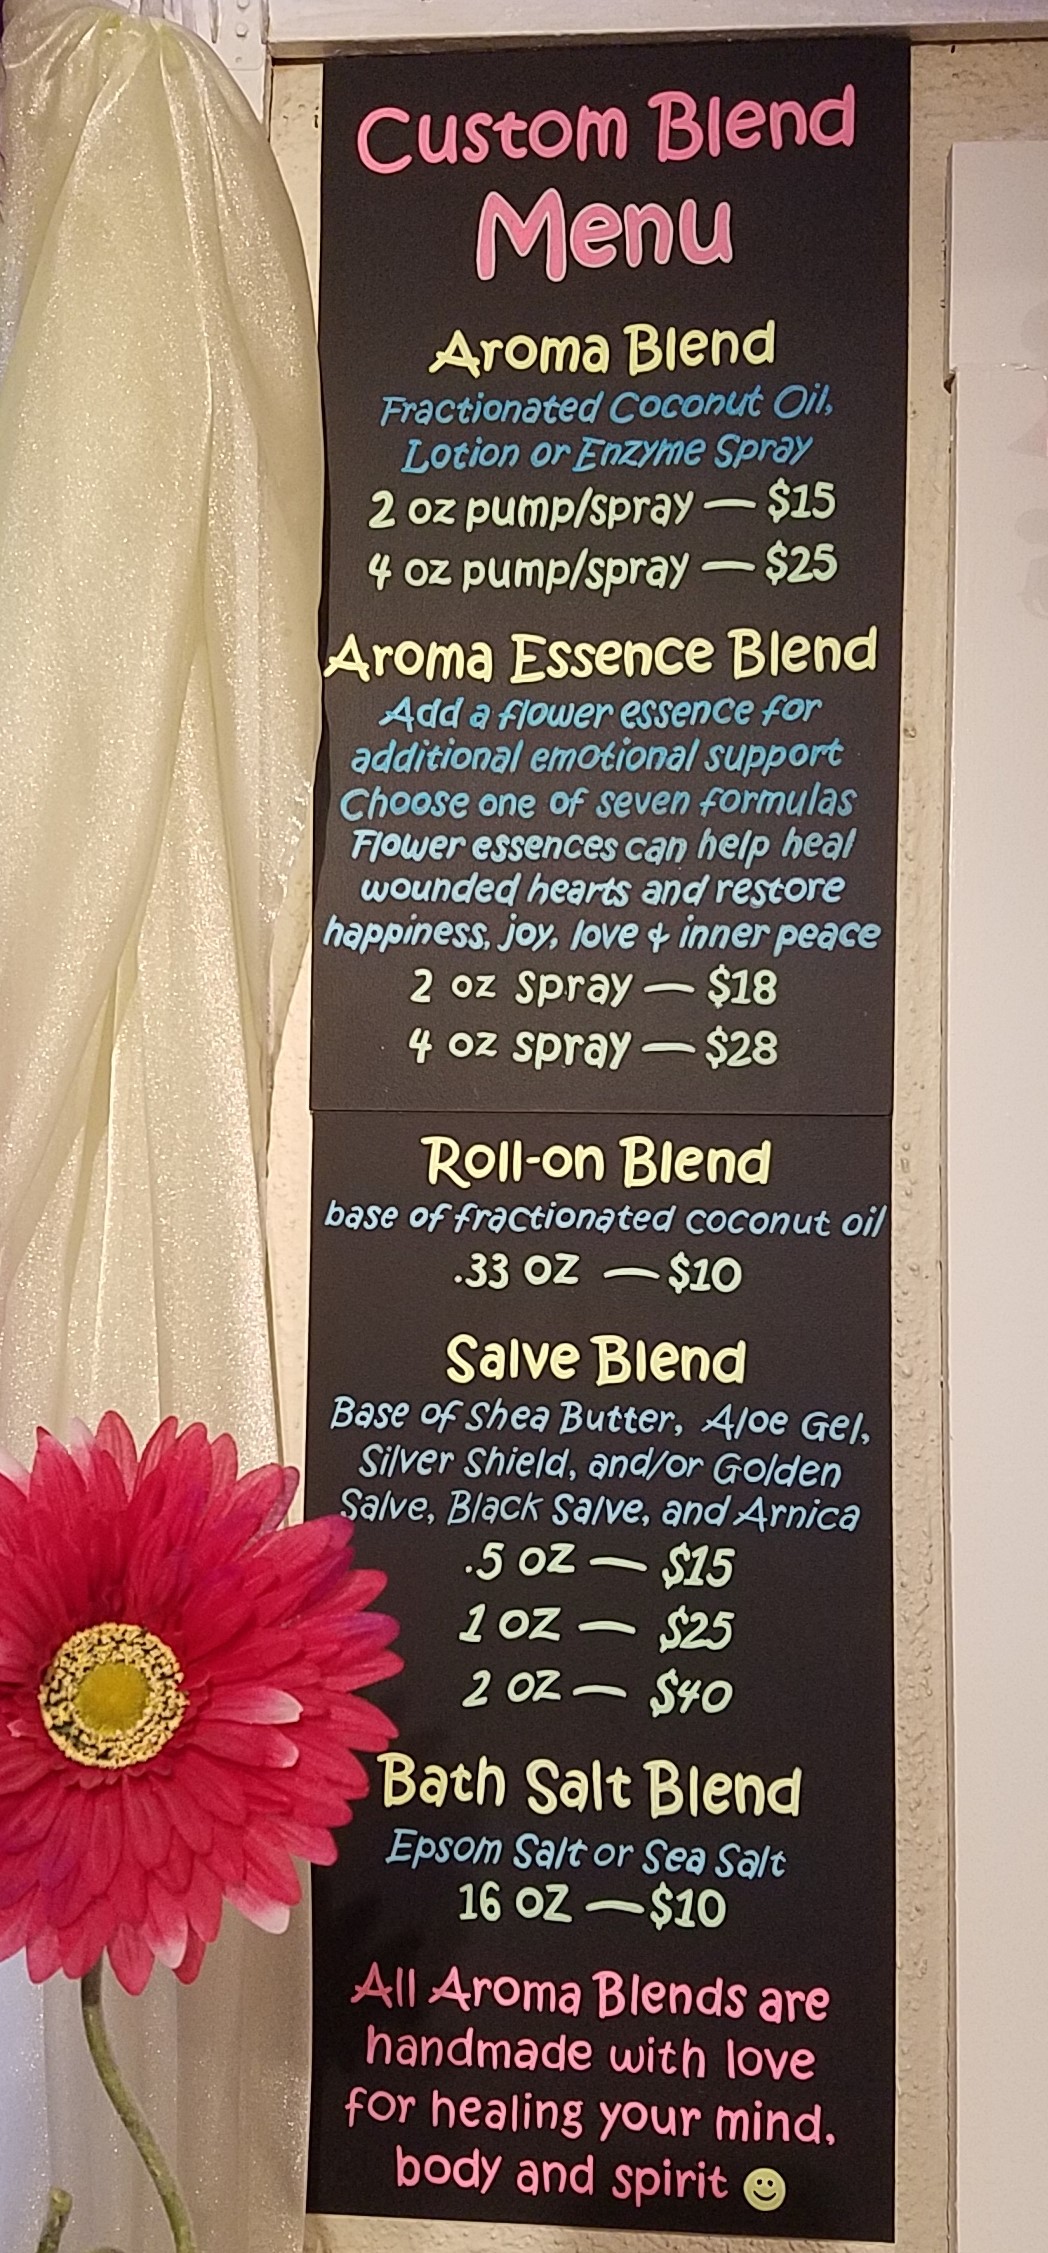 Custom Blend
Menu
Aroma Blend
Fractionated Coconut Oil,
Lotion or Enzyme Spray
2 oz pump/spray — $15
4 oz pump/spray — $25
Aroma Essence Blend
Add a flower essence for
additional emotional support
Choose one of seven formulas
Flower essences can help heal
wounded hearts and restore
happiness, joy, love & inner peace
2 oz spray — $18
4 oz spray — $28
Roll-on Blend
base of fractionated coconut oil
.33 oz — $10
Salve Blend
Base of Shea Butter, Aloe Gel,
Silver Shield, and/or Golden
Salve, Black Salve, and Arnica
.5 oz — $15
1 oz — $25
2 oz — $40
Bath Salt Blend
Epsom Salt or Sea Salt
16 oz — $10
All Aroma Blends are
handmade with love
for healing your mind,
body and spirit